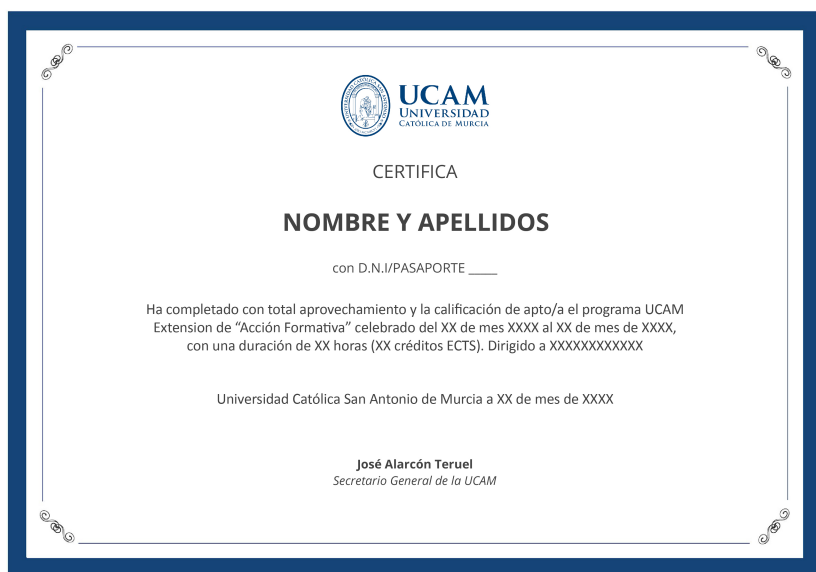 UCAM
UNIVERSIDAD
CATÓLICA DE MURCIA
CERTIFICA
NOMBRE Y APELLIDOS
con D.N.I/PASAPORTE ____
Ha completado con total aprovechamiento y la calificación de apto/a el programa UCAM
Extension de “Acción Formativa” celebrado del XX de mes XXXX al XX de mes de XXXX,
con una duración de XX horas (XX créditos ECTS). Dirigido a XXXXXXXXXXXX
Universidad Católica San Antonio de Murcia a XX de mes de XXXX
José Alarcón Teruel
Secretario General de la UCAM